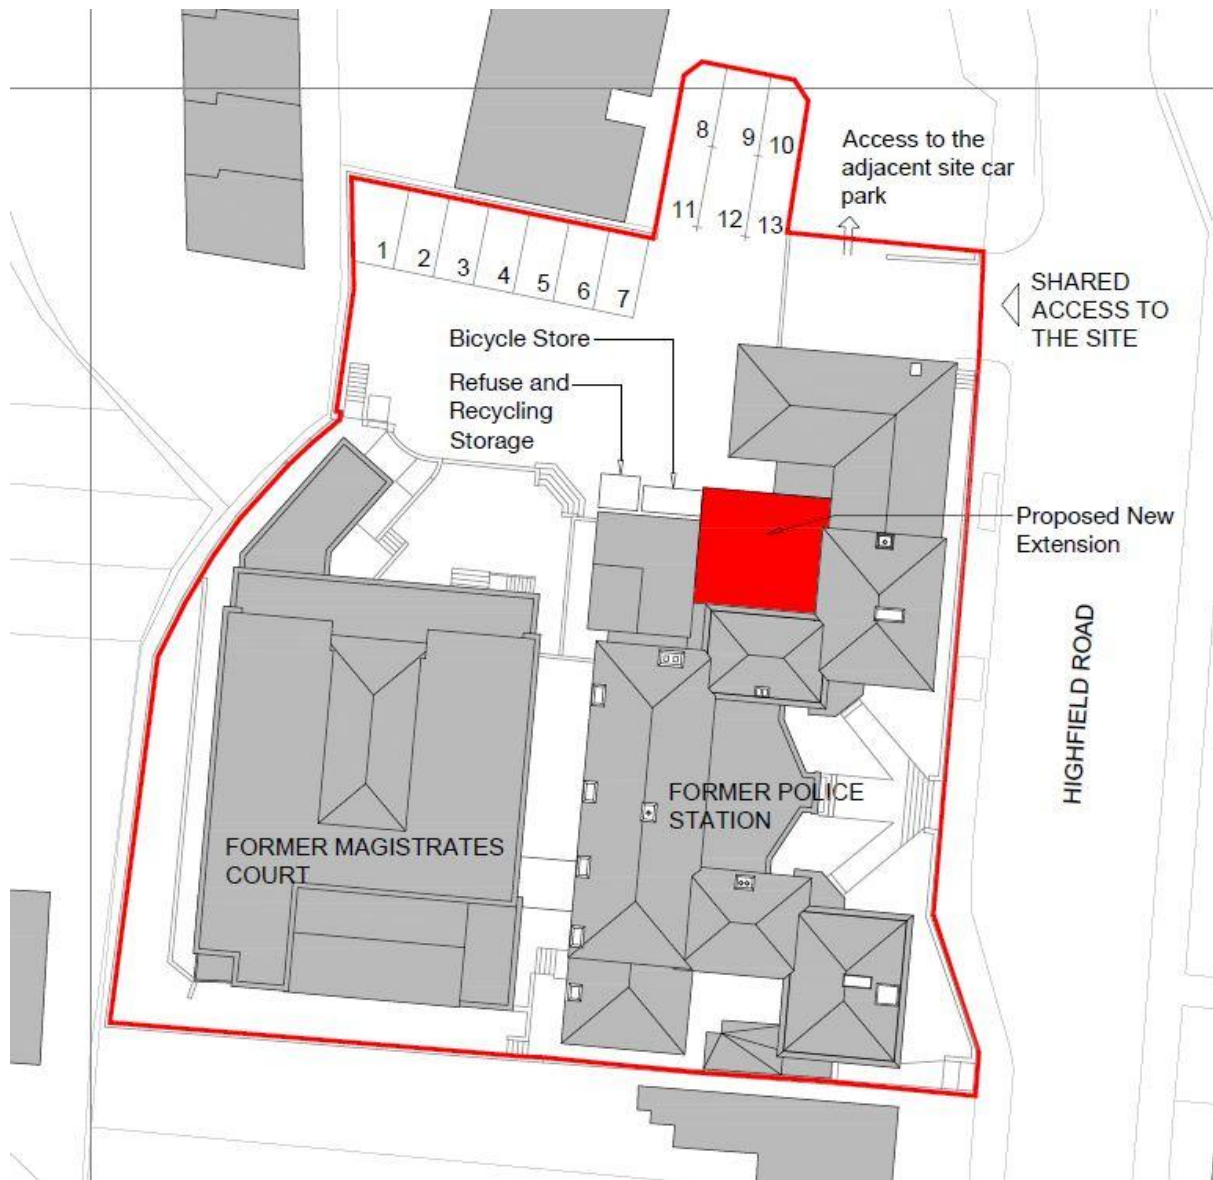 8
9
10
11
12
13
Access to the
adjacent site car
park
1
2
3
4
5
6
7
SHARED
ACCESS TO
THE SITE
Bicycle Store
Refuse and
Recycling
Storage
Proposed New
Extension
HIGHFIELD ROAD
FORMER POLICE
STATION
FORMER MAGISTRATES
COURT